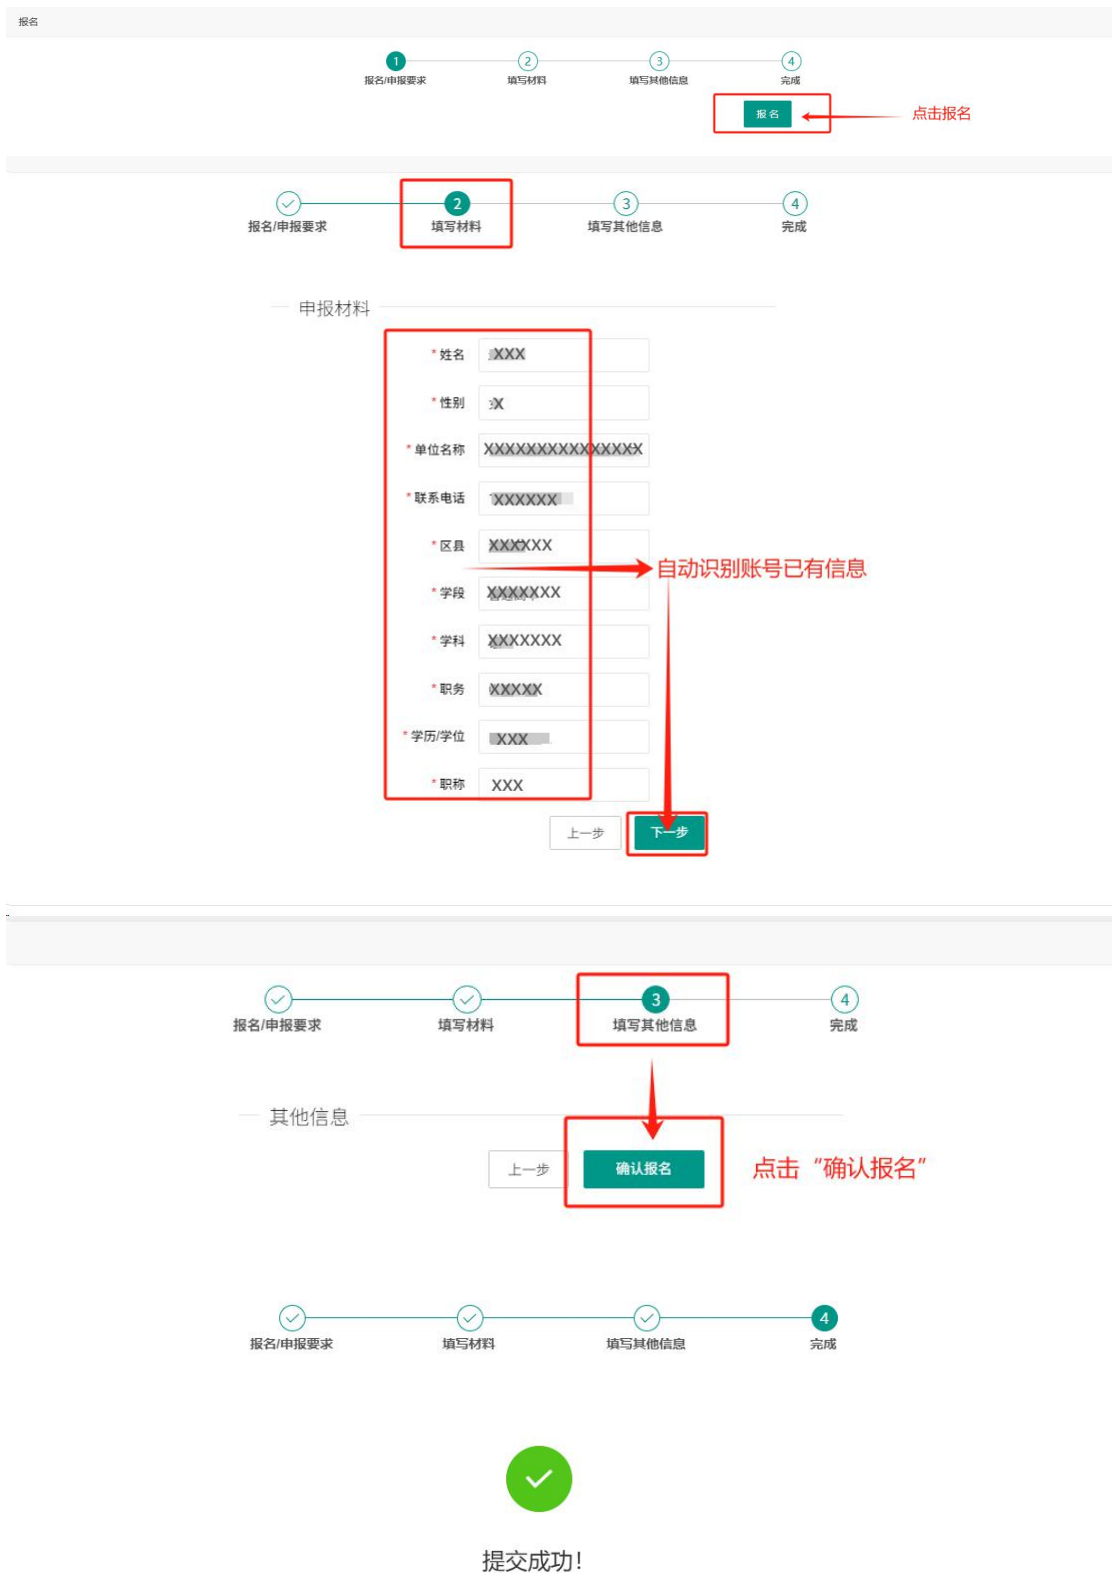 报名
1 2 3 4
报名/申报要求 填写材料 填写其他信息 完成
报 名 点击报名
2 3 4
报名/申报要求 填写材料 填写其他信息 完成
申报材料
*姓名 XXX
*性别 X
*单位名称 XXXXXXXXXXXXXXX
*联系电话 XXXXXX
*区县 XXXXXX
自动识别账号已有信息
*学段 XXXXXXX
*学科 XXXXXXX
*职务 XXXXX
*学历/学位 XXX
*职称 XXX
上一步 下一步
3 4
报名/申报要求 填写材料 填写其他信息 完成
其他信息
上一步 确认报名 点击“确认报名”
4
报名/申报要求 填写材料 填写其他信息 完成
提交成功!